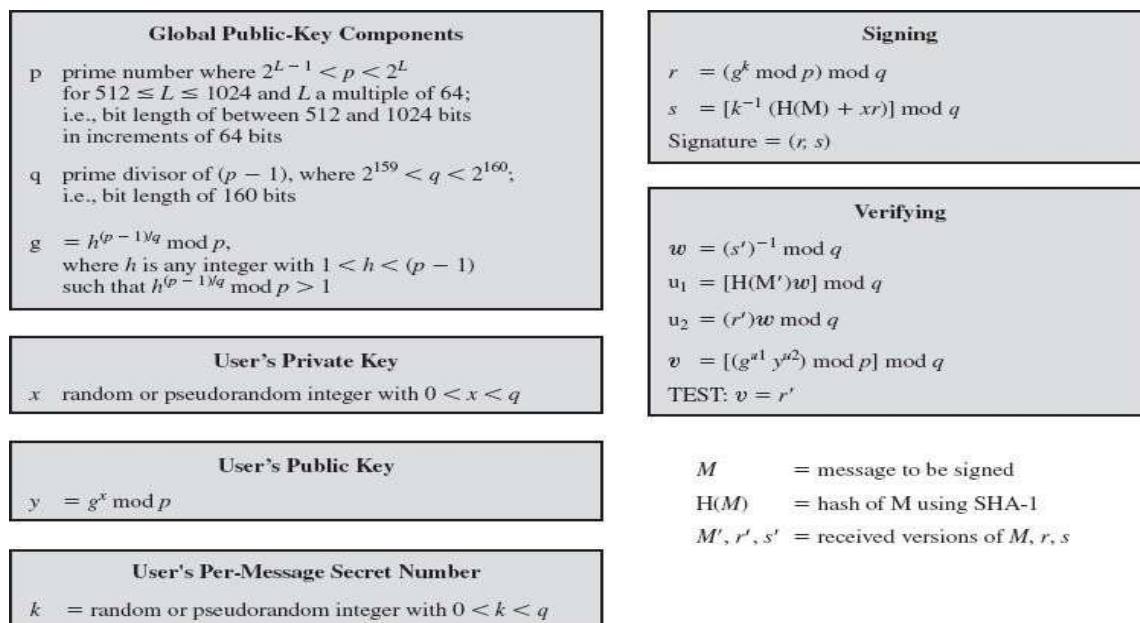 Global Public-Key Components
p prime number where 2^{L – 1} < p < 2^L
for 512 ≤ L ≤ 1024 and L a multiple of 64;
i.e., bit length of between 512 and 1024 bits
in increments of 64 bits
q prime divisor of (p – 1), where 2^{159} < q < 2^{160};
i.e., bit length of 160 bits
g = h^{(p – 1)/q} mod p,
where h is any integer with 1 < h < (p – 1)
such that h^{(p – 1)/q} mod p > 1
User's Private Key
x random or pseudorandom integer with 0 < x < q
User's Public Key
y = g^x mod p
User's Per-Message Secret Number
k = random or pseudorandom integer with 0 < k < q
Signing
r = (g^k mod p) mod q
s = [k^{–1} (H(M) + xr)] mod q
Signature = (r, s)
Verifying
w = (s')^{–1} mod q
u₁ = [H(M')w] mod q
u₂ = (r')w mod q
v = [(g^{u1} y^{u2}) mod p] mod q
TEST: v = r'
M = message to be signed
H(M) = hash of M using SHA-1
M', r', s' = received versions of M, r, s